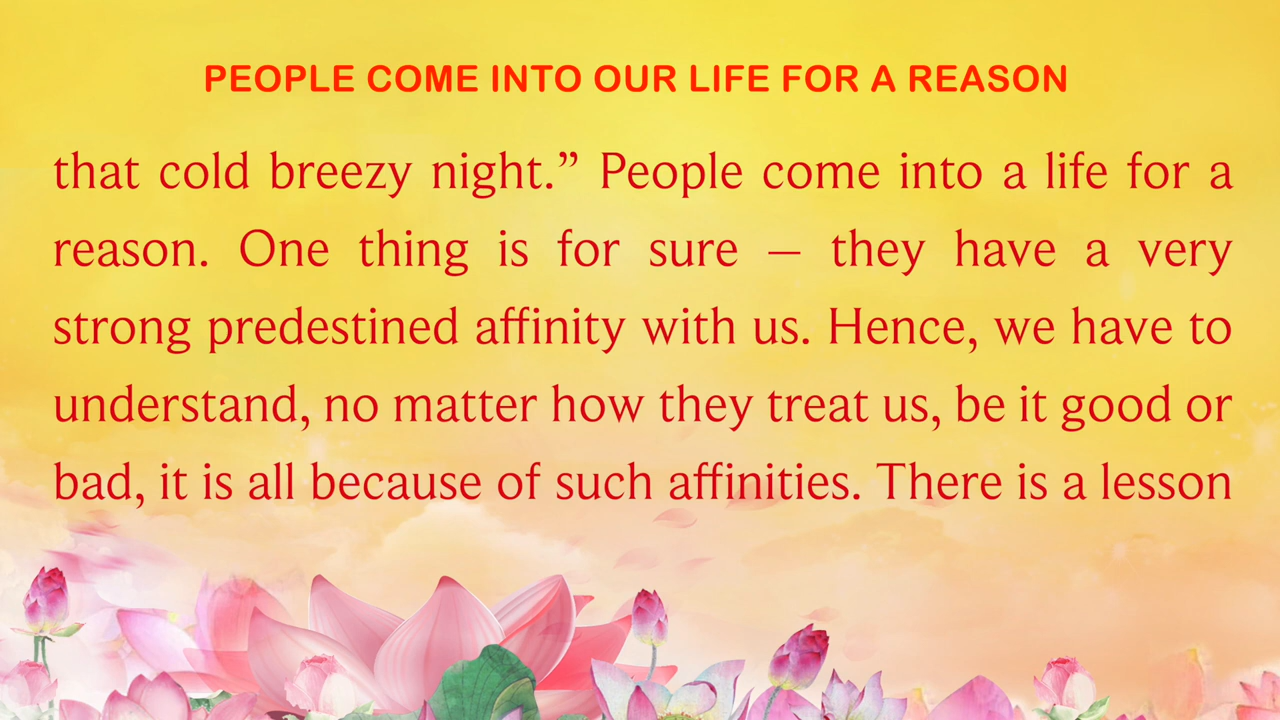 PEOPLE COME INTO OUR LIFE FOR A REASON
that cold breezy night.” People come into a life for a
reason. One thing is for sure – they have a very
strong predestined affinity with us. Hence, we have to
understand, no matter how they treat us, be it good or
bad, it is all because of such affinities. There is a lesson